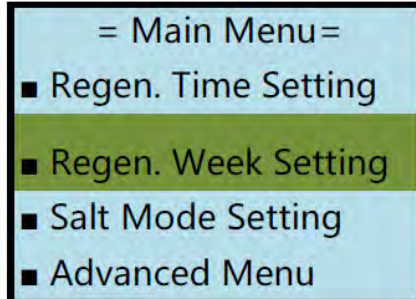 = Main Menu=
■ Regen. Time Setting
■ Regen. Week Setting
■ Salt Mode Setting
■ Advanced Menu